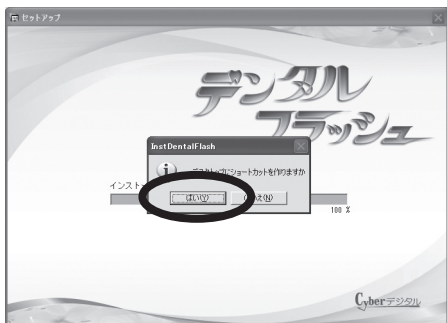 セットアップ
デンタル
フラッシュ
InstDentalFlash
デスクトップにショートカットを作りますか
インスト
はい(Y)
え(N)
100 %
Cyberデジタル